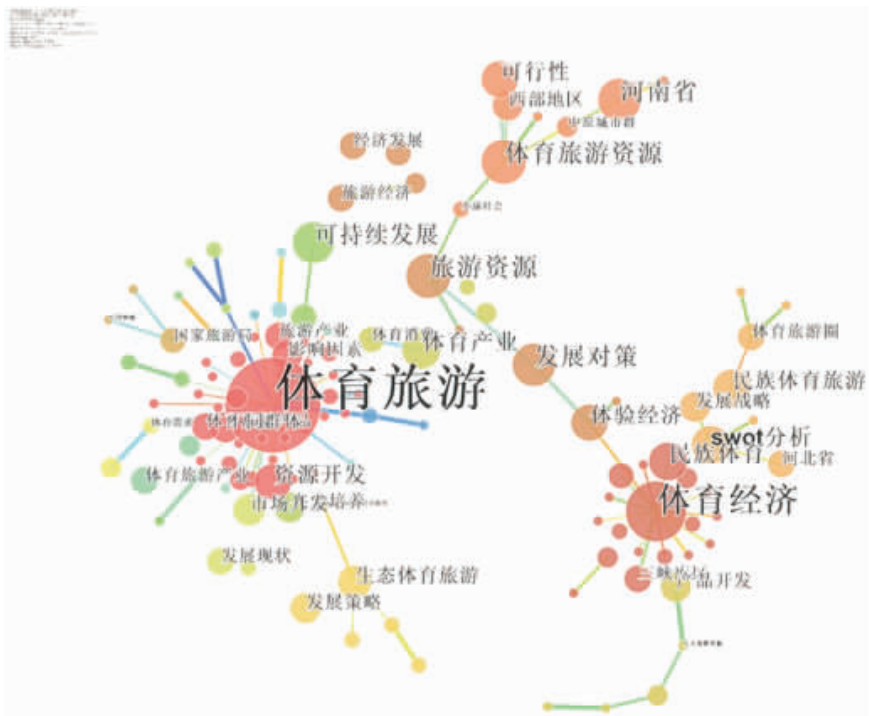 可行性
西部地区
河南省
中原城市群
体育旅游资源
经济发展
旅游经济
可持续发展
旅游资源
国家旅游局
旅游产业
影响因素
体育消费
体育产业
发展对策
体育旅游圈
民族体育旅游
发展战略
体育旅游
体验经济
swot分析
民族体育
河北省
体育旅游产业
资源开发
体育经济
市场开发
培养
发展现状
生态体育旅游
发展策略
产品开发